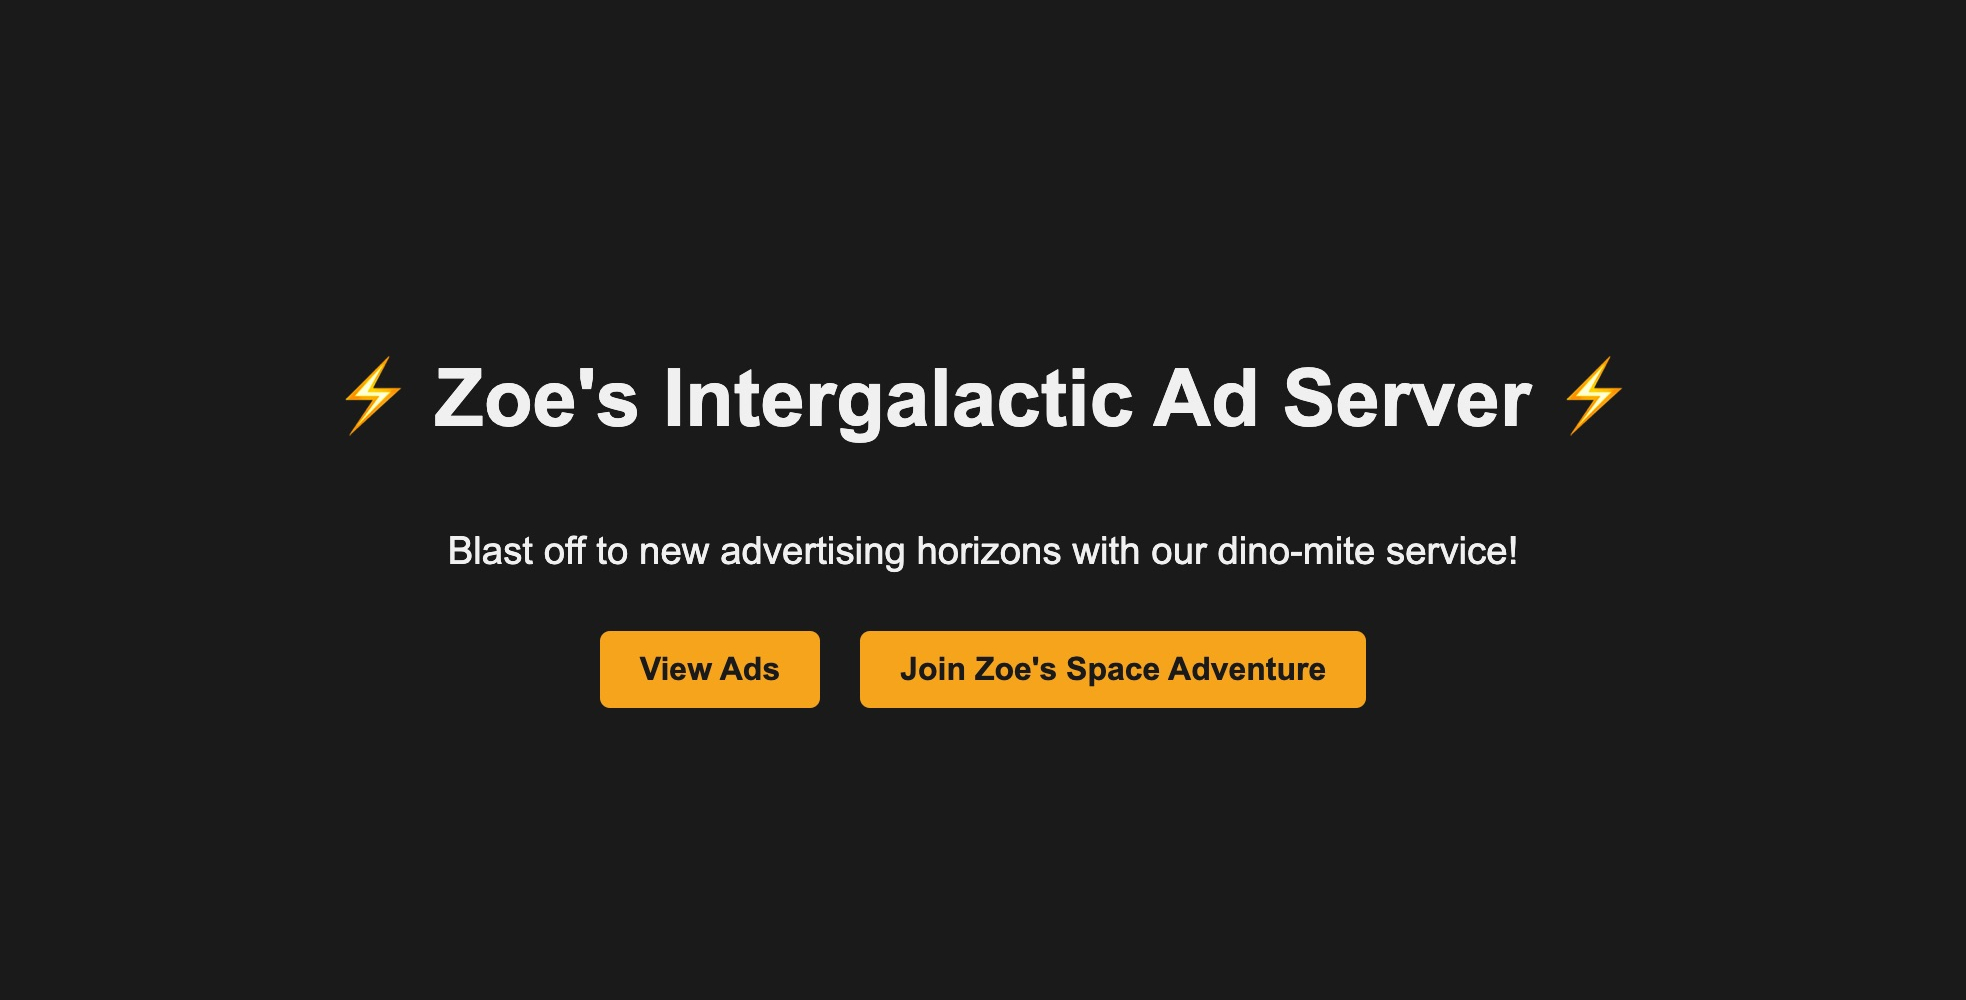 ⚡ Zoe's Intergalactic Ad Server ⚡
Blast off to new advertising horizons with our dino-mite service!
View Ads
Join Zoe's Space Adventure